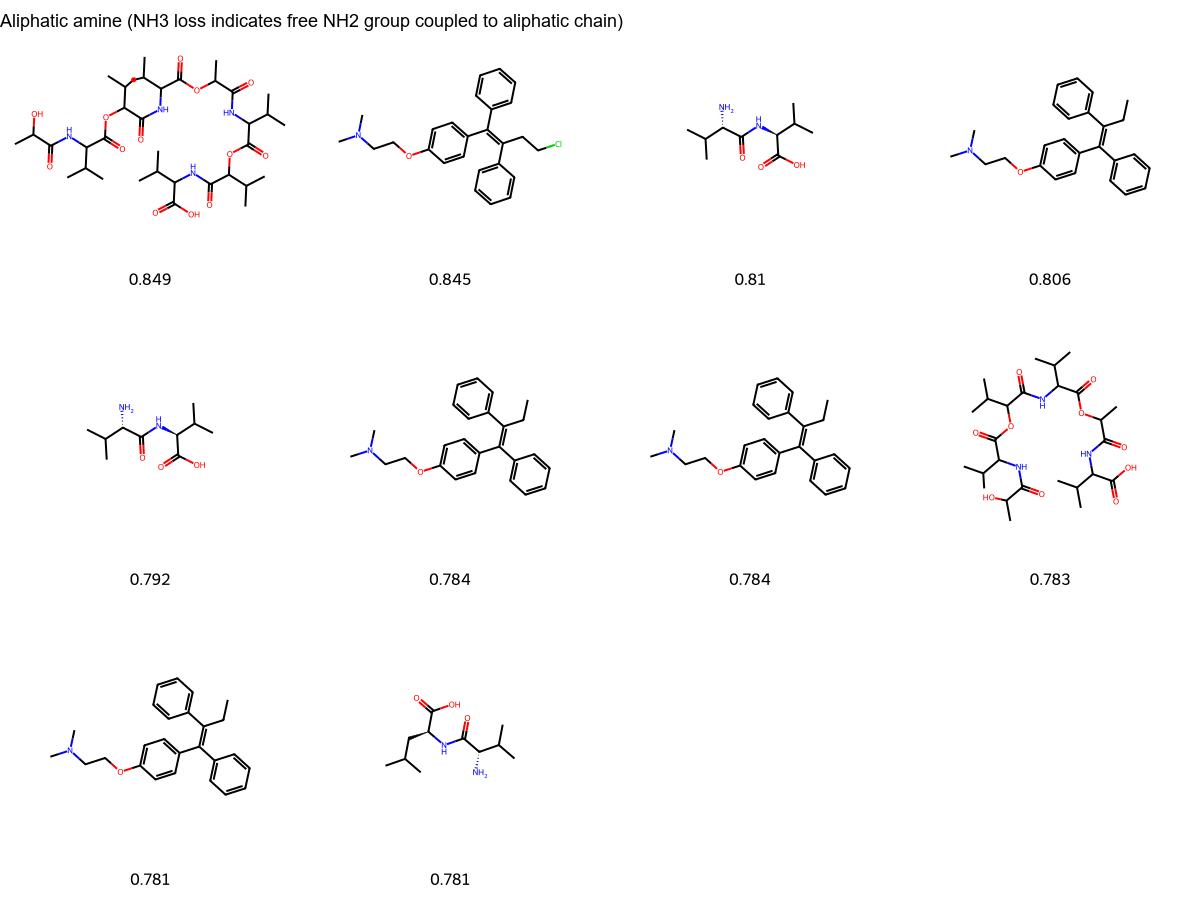 Aliphatic amine (NH3 loss indicates free NH2 group coupled to aliphatic chain)
0.849 0.845 0.81 0.806
0.792 0.784 0.784 0.783
0.781 0.781